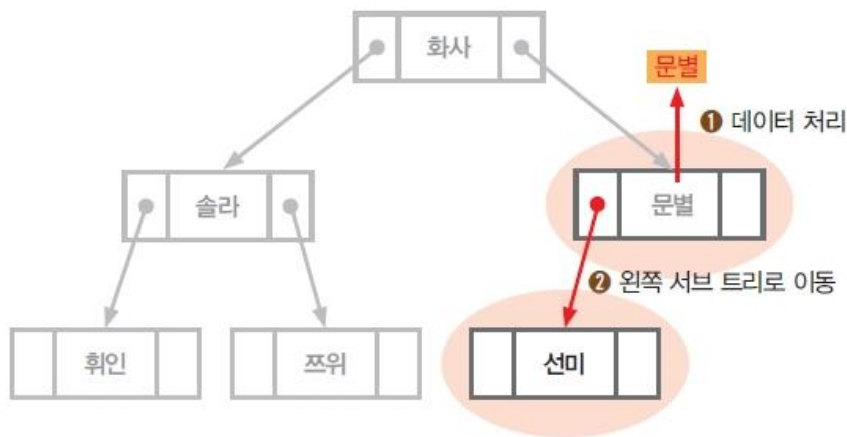 화사
문별
❶ 데이터 처리
솔라
문별
❷ 왼쪽 서브 트리로 이동
휘인
쯔위
선미